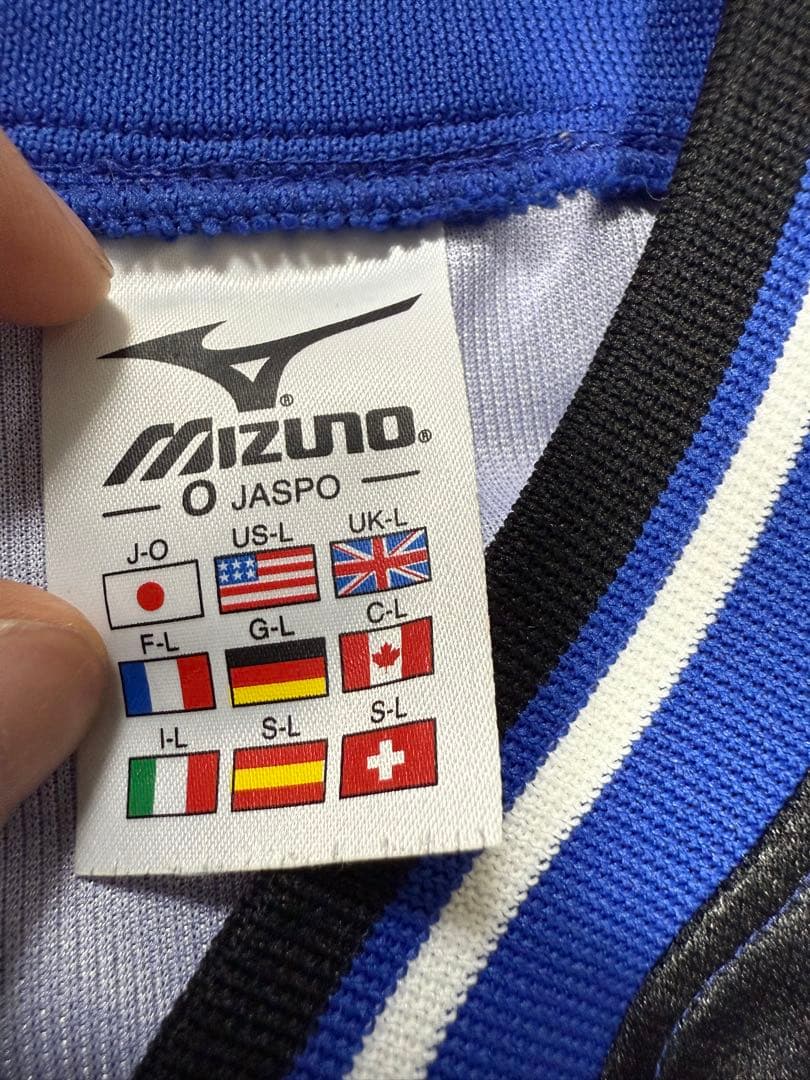 MIZUNO®
O JASPO
J-O US-L UK-L
F-L G-L C-L
I-L S-L S-L